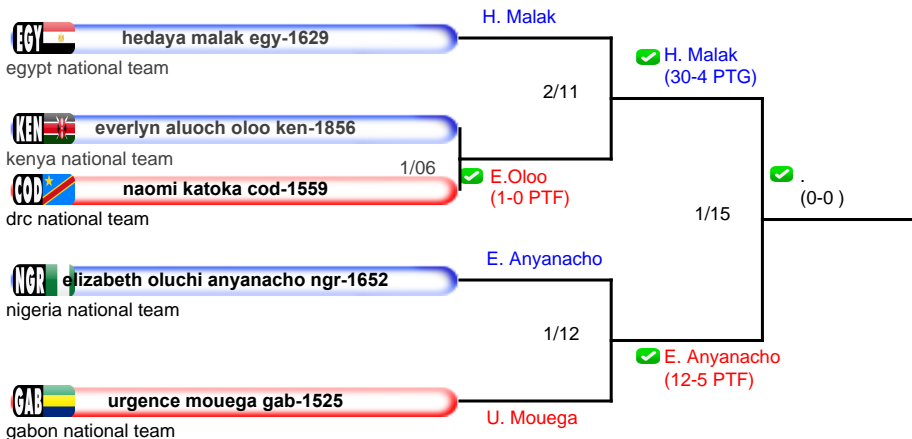 H. Malak
EGY hedaya malak egy-1629
egypt national team
H. Malak
(30-4 PTG)
2/11
KEN everlyn aluoch oloo ken-1856
kenya national team
1/06
E.Oloo
(1-0 PTF)
COD naomi katoka cod-1559
drc national team
.
(0-0 )
1/15
E. Anyanacho
NGR elizabeth oluchi anyanacho ngr-1652
nigeria national team
1/12
E. Anyanacho
(12-5 PTF)
GAB urgence mouega gab-1525
U. Mouega
gabon national team